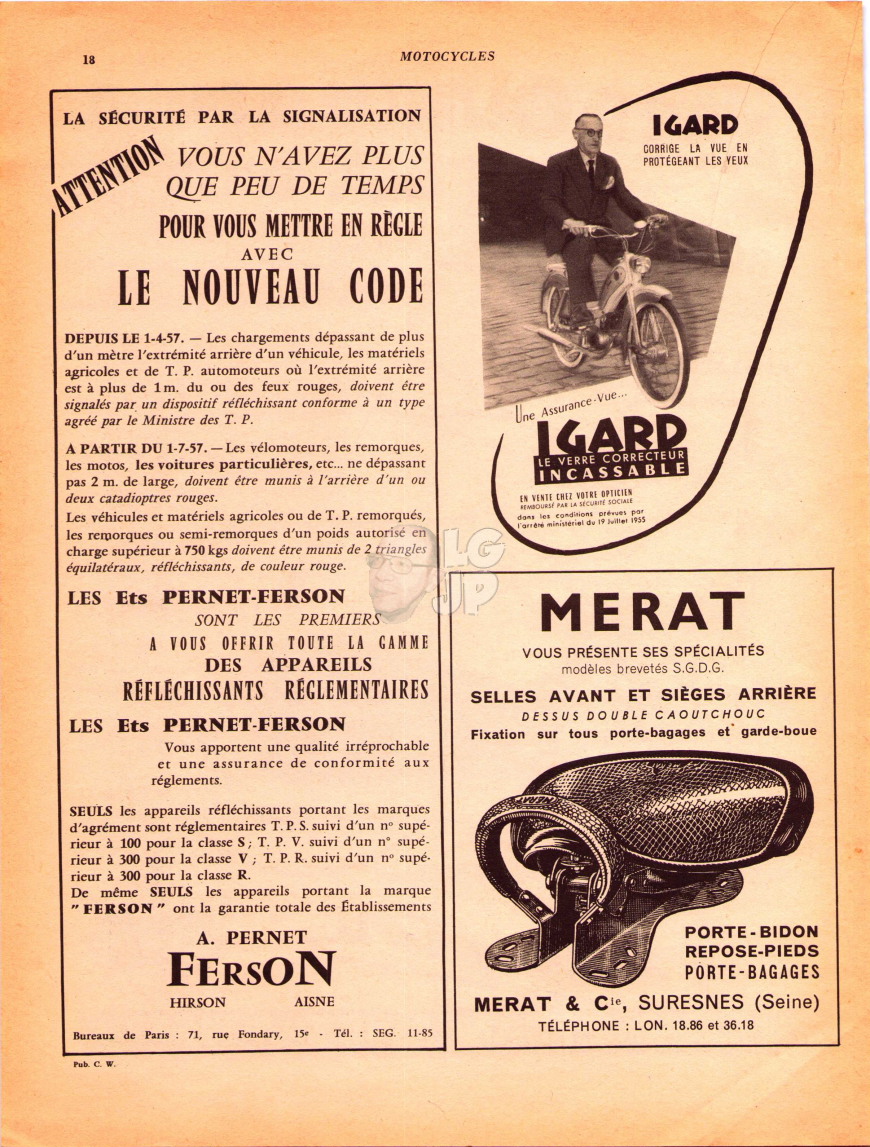 18
MOTOCYCLES
LA SÉCURITÉ PAR LA SIGNALISATION
ATTENTION
VOUS N'AVEZ PLUS
QUE PEU DE TEMPS
POUR VOUS METTRE EN RÈGLE
AVEC
LE NOUVEAU CODE
DEPUIS LE 1-4-57. — Les chargements dépassant de plus
d'un mètre l'extrémité arrière d'un véhicule, les matériels
agricoles et de T. P. automoteurs où l'extrémité arrière
est à plus de 1 m. du ou des feux rouges, doivent être
signalés par un dispositif réfléchissant conforme à un type
agréé par le Ministre des T. P.
A PARTIR DU 1-7-57. — Les vélomoteurs, les remorques,
les motos, les voitures particulières, etc... ne dépassant
pas 2 m. de large, doivent être munis à l'arrière d'un ou
deux catadioptres rouges.
Les véhicules et matériels agricoles ou de T. P. remorqués,
les remorques ou semi-remorques d'un poids autorisé en
charge supérieur à 750 kgs doivent être munis de 2 triangles
équilatéraux, réfléchissants, de couleur rouge.
LES Ets PERNET-FERSON
SONT LES PREMIERS
A VOUS OFFRIR TOUTE LA GAMME
DES APPAREILS
RÉFLÉCHISSANTS RÉGLEMENTAIRES
LES Ets PERNET-FERSON
Vous apportent une qualité irréprochable
et une assurance de conformité aux
réglements.
SEULS les appareils réfléchissants portant les marques
d'agrément sont réglementaires T. P. S. suivi d'un nº supé-
rieur à 100 pour la classe S ; T. P. V. suivi d'un nº supé-
rieur à 300 pour la classe V ; T. P. R. suivi d'un nº supé-
rieur à 300 pour la classe R.
De même SEULS les appareils portant la marque
" FERSON " ont la garantie totale des Établissements
A. PERNET
FERSON
HIRSON AISNE
Bureaux de Paris : 71, rue Fondary, 15e - Tél. : SEG. 11-85
Pub. C. W.
IGARD
CORRIGE LA VUE EN
PROTÉGEANT LES YEUX
Une Assurance-Vue...
IGARD
LE VERRE CORRECTEUR
INCASSABLE
EN VENTE CHEZ VOTRE OPTICIEN
REMBOURSÉ PAR LA SÉCURITÉ SOCIALE
dans les conditions prévues par
l'arrêté ministériel du 19 Juillet 1955
LG
JP
MERAT
VOUS PRÉSENTE SES SPÉCIALITÉS
modèles brevetés S.G.D.G.
SELLES AVANT ET SIÈGES ARRIÈRE
DESSUS DOUBLE CAOUTCHOUC
Fixation sur tous porte-bagages et garde-boue
MERAT
PORTE-BIDON
REPOSE-PIEDS
PORTE-BAGAGES
MERAT & Cie, SURESNES (Seine)
TÉLÉPHONE : LON. 18.86 et 36.18